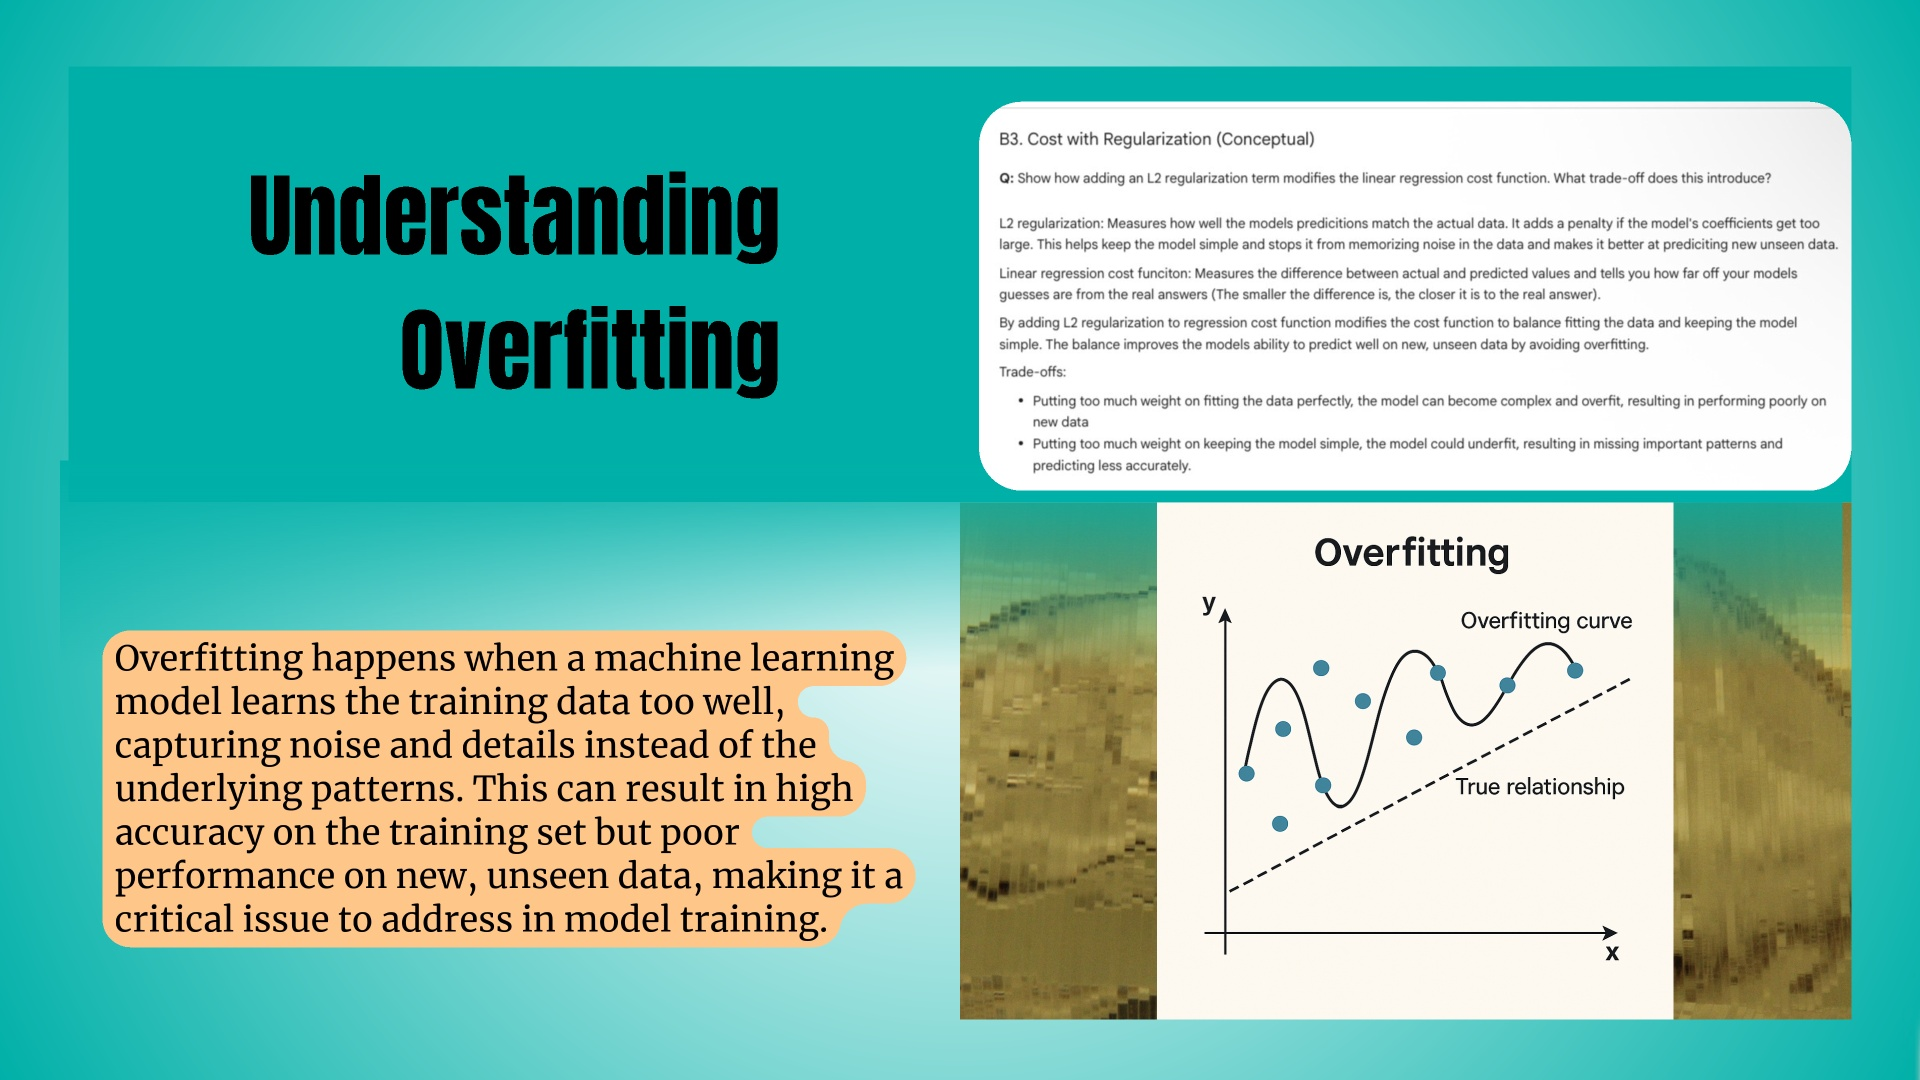 Understanding
Overfitting
B3. Cost with Regularization (Conceptual)
Q: Show how adding an L2 regularization term modifies the linear regression cost function. What trade-off does this introduce?
L2 regularization: Measures how well the models predicitions match the actual data. It adds a penalty if the model's coefficients get too
large. This helps keep the model simple and stops it from memorizing noise in the data and makes it better at prediciting new unseen data.
Linear regression cost funciton: Measures the difference between actual and predicted values and tells you how far off your models
guesses are from the real answers (The smaller the difference is, the closer it is to the real answer).
By adding L2 regularization to regression cost function modifies the cost function to balance fitting the data and keeping the model
simple. The balance improves the models ability to predict well on new, unseen data by avoiding overfitting.
Trade-offs:
• Putting too much weight on fitting the data perfectly, the model can become complex and overfit, resulting in performing poorly on
new data
• Putting too much weight on keeping the model simple, the model could underfit, resulting in missing important patterns and
predicting less accurately.
Overfitting happens when a machine learning
model learns the training data too well,
capturing noise and details instead of the
underlying patterns. This can result in high
accuracy on the training set but poor
performance on new, unseen data, making it a
critical issue to address in model training.
Overfitting
y
Overfitting curve
True relationship
x